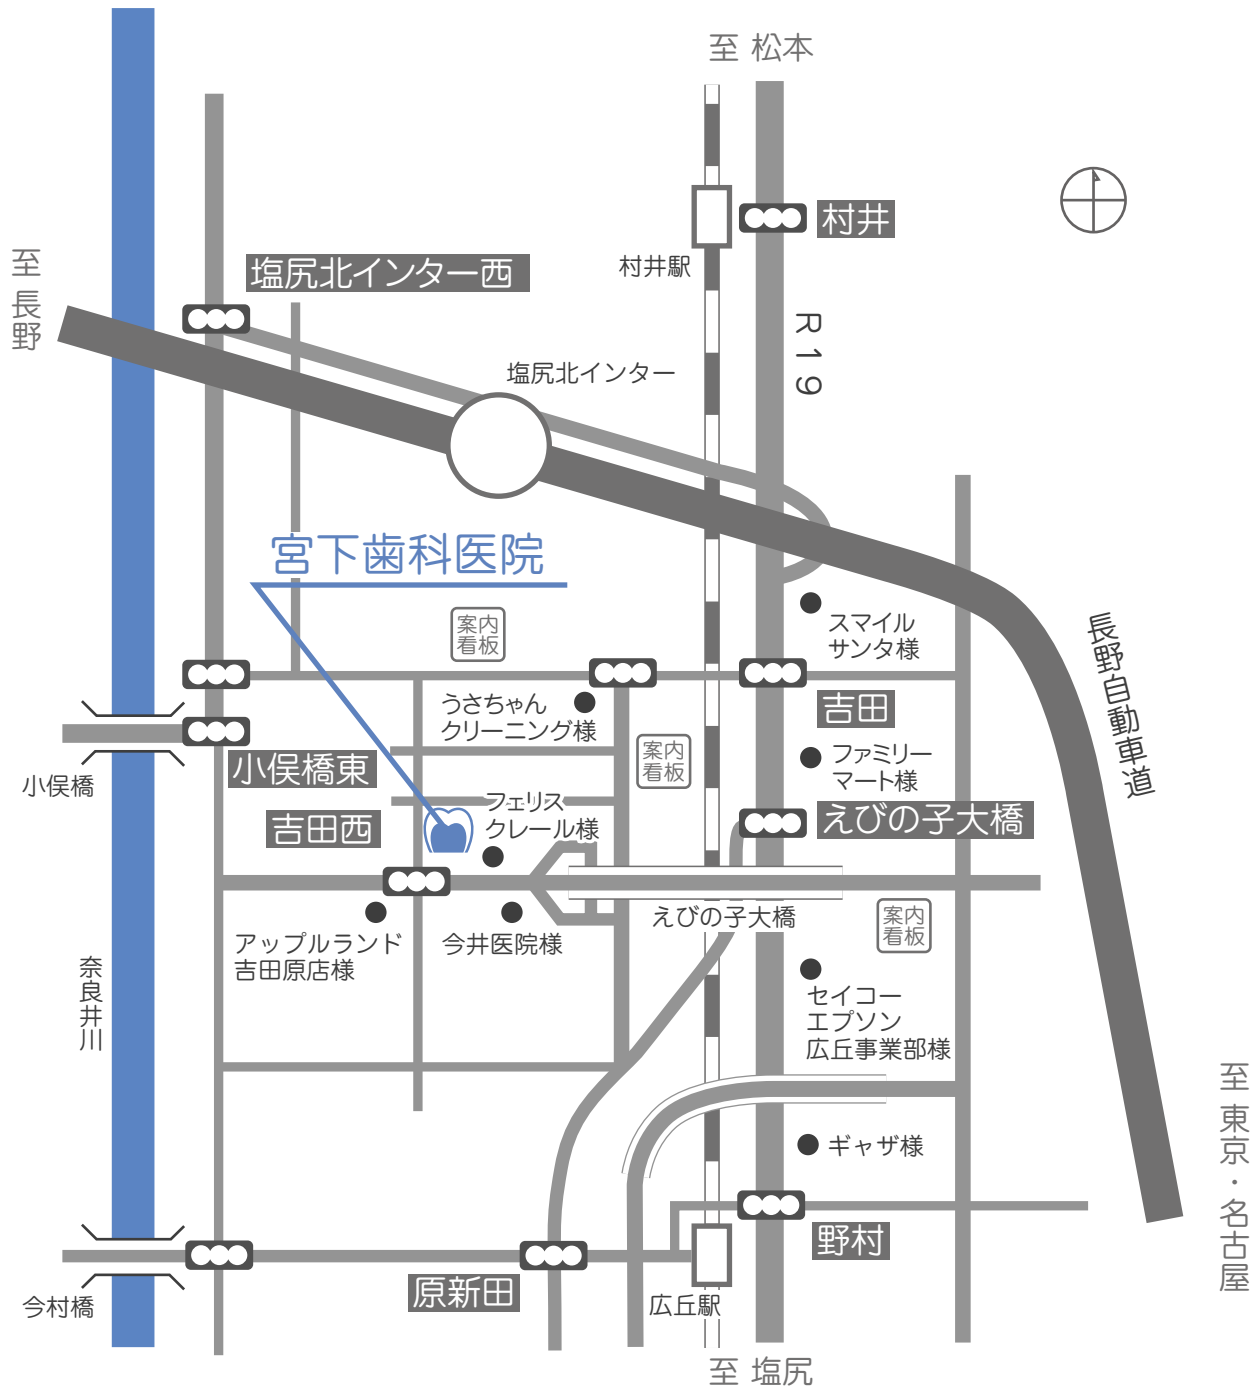 至 松本
村井
村井駅
至 長野
塩尻北インター西
R19
塩尻北インター
宮下歯科医院
案内
看板
スマイル
サンタ様
長野自動車道
うさちゃん
クリーニング様
吉田
案内
看板
ファミリー
マート様
小俣橋東
小俣橋
フェリス
クレール様
えびの子大橋
吉田西
えびの子大橋
案内
看板
アップルランド
吉田原店様
今井医院様
奈良井川
セイコー
エプソン
広丘事業部様
至 東京・名古屋
ギャザ様
野村
原新田
今村橋
広丘駅
至 塩尻